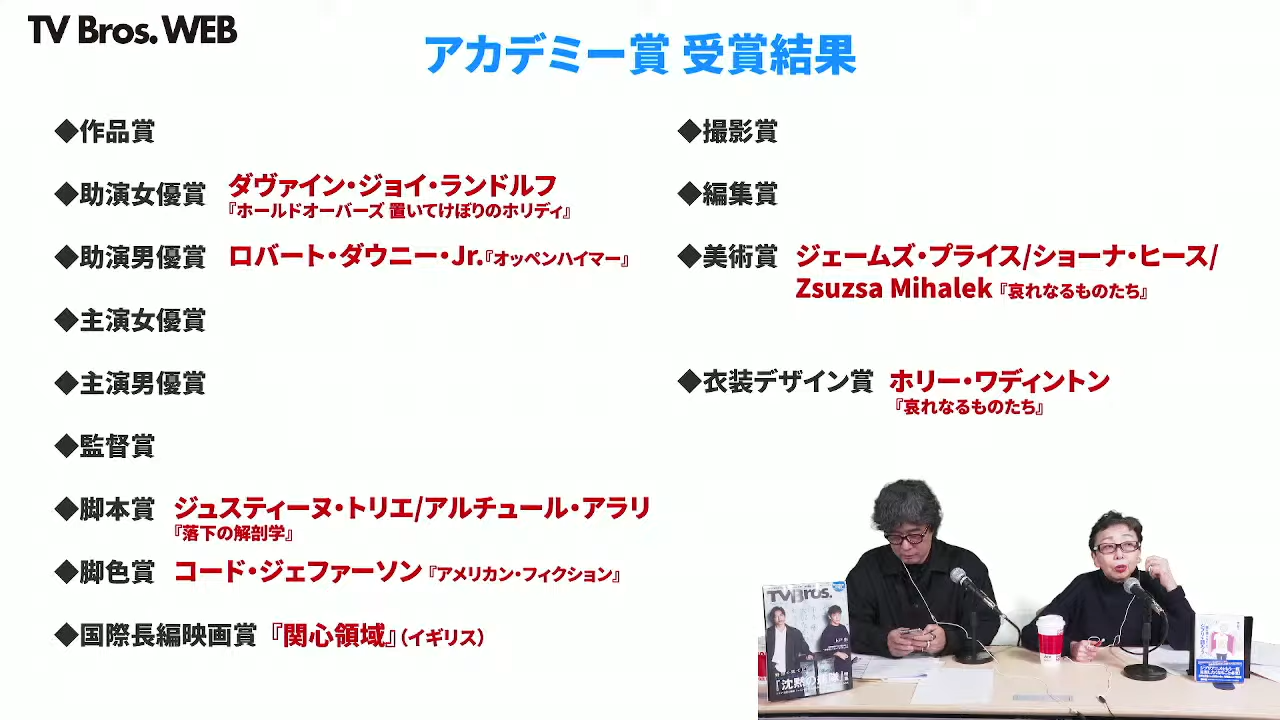 TV Bros. WEB
アカデミー賞 受賞結果
◆作品賞
◆助演女優賞 ダヴァイン・ジョイ・ランドルフ
『ホールドオーバーズ 置いてけぼりのホリディ』
◆助演男優賞 ロバート・ダウニー・Jr.『オッペンハイマー』
◆主演女優賞
◆主演男優賞
◆監督賞
◆脚本賞 ジュスティーヌ・トリエ/アルチュール・アラリ
『落下の解剖学』
◆脚色賞 コード・ジェファーソン『アメリカン・フィクション』
◆国際長編映画賞 『関心領域』（イギリス）
◆撮影賞
◆編集賞
◆美術賞 ジェームズ・プライス/ショーナ・ヒース/
Zsuzsa Mihalek『哀れなるものたち』
◆衣装デザイン賞 ホリー・ワディントン
『哀れなるものたち』
TVBros.